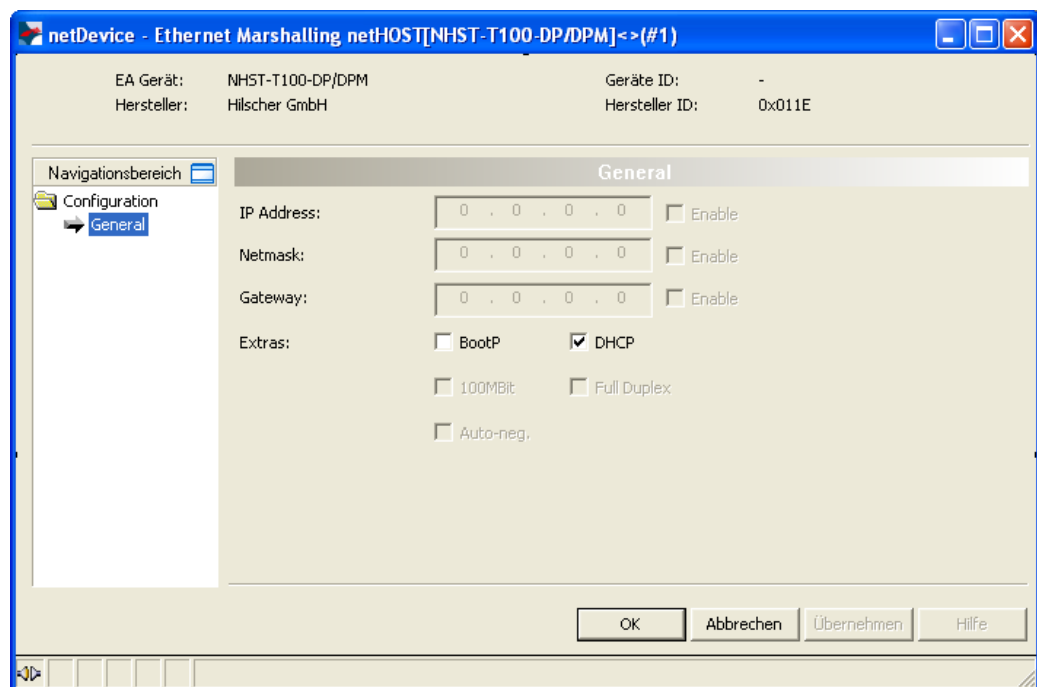 netDevice - Ethernet Marshalling netHOST[NHST-T100-DP/DPM]<>(#1)
EA Gerät: NHST-T100-DP/DPM Geräte ID: -
Hersteller: Hilscher GmbH Hersteller ID: 0x011E
Navigationsbereich
General
Configuration
General
IP Address: 0 . 0 . 0 . 0 Enable
Netmask: 0 . 0 . 0 . 0 Enable
Gateway: 0 . 0 . 0 . 0 Enable
Extras: BootP DHCP
100MBit Full Duplex
Auto-neg.
OK Abbrechen Übernehmen Hilfe